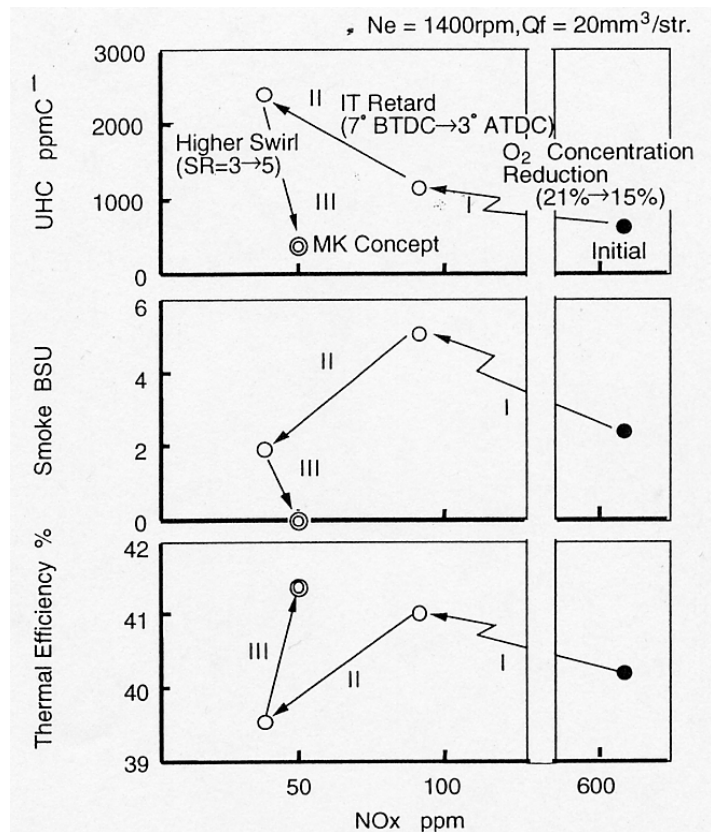 Ne = 1400rpm,Qf = 20mm³/str.
3000
2000
1000
0
UHC ppmC¹
II
IT Retard
(7° BTDC→3° ATDC)
Higher Swirl
(SR=3→5)
O₂ Concentration
Reduction
(21%→15%)
III
I
MK Concept
Initial
6
4
2
0
Smoke BSU
II
I
III
42
41
40
39
Thermal Efficiency %
III
II
I
50
100
600
NOx ppm